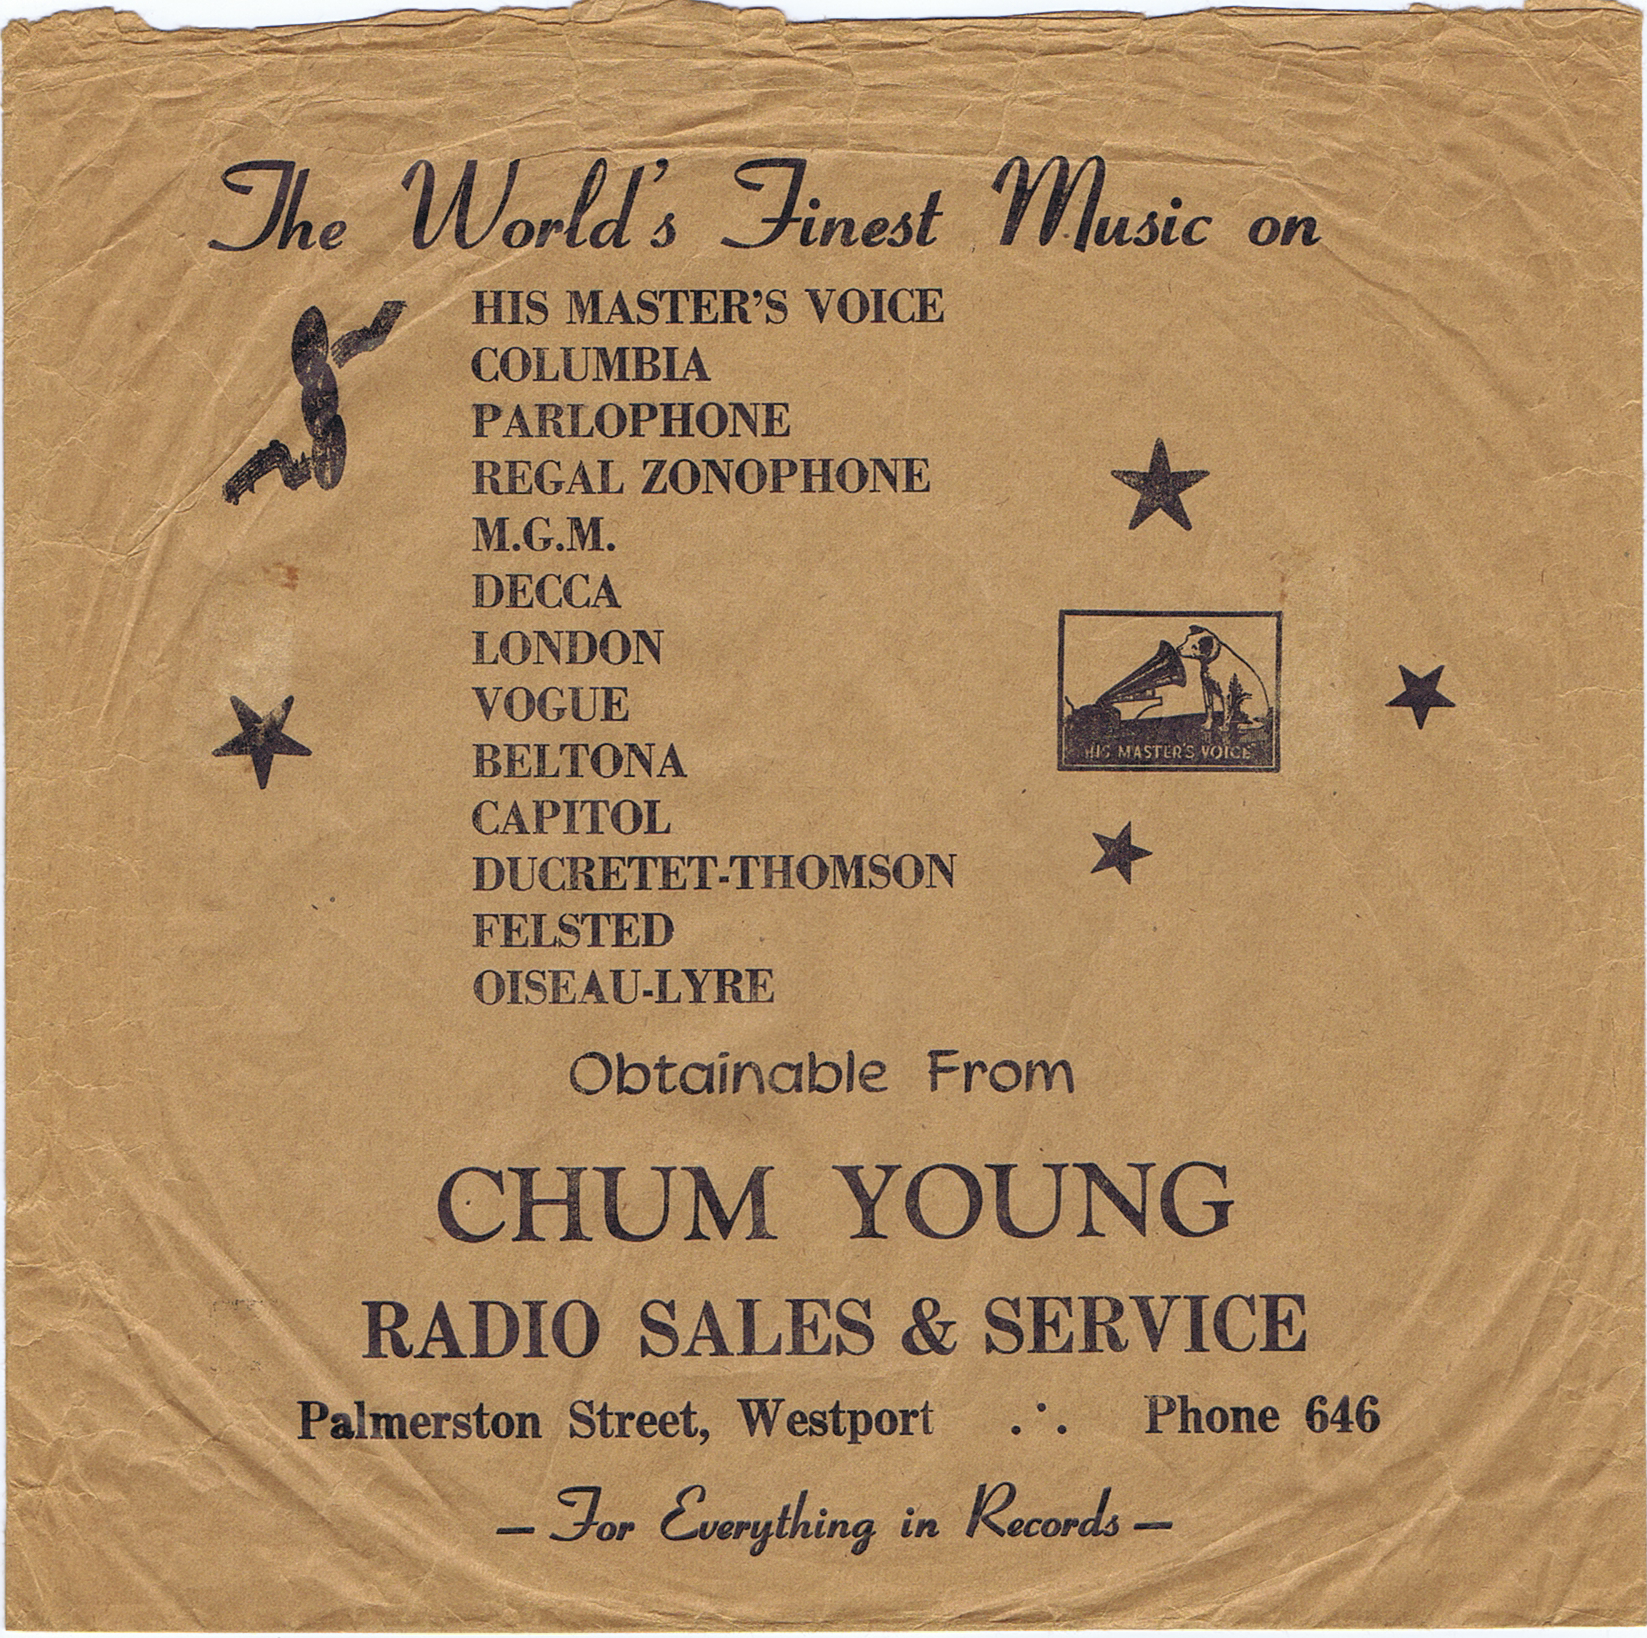 The World's Finest Music on
HIS MASTER'S VOICE
COLUMBIA
PARLOPHONE
REGAL ZONOPHONE
M.G.M.
DECCA
LONDON
VOGUE
BELTONA
CAPITOL
DUCRETET-THOMSON
FELSTED
OISEAU-LYRE
"HIS MASTER'S VOICE"
Obtainable From
CHUM YOUNG
RADIO SALES & SERVICE
Palmerston Street, Westport ∴ Phone 646
— For Everything in Records —